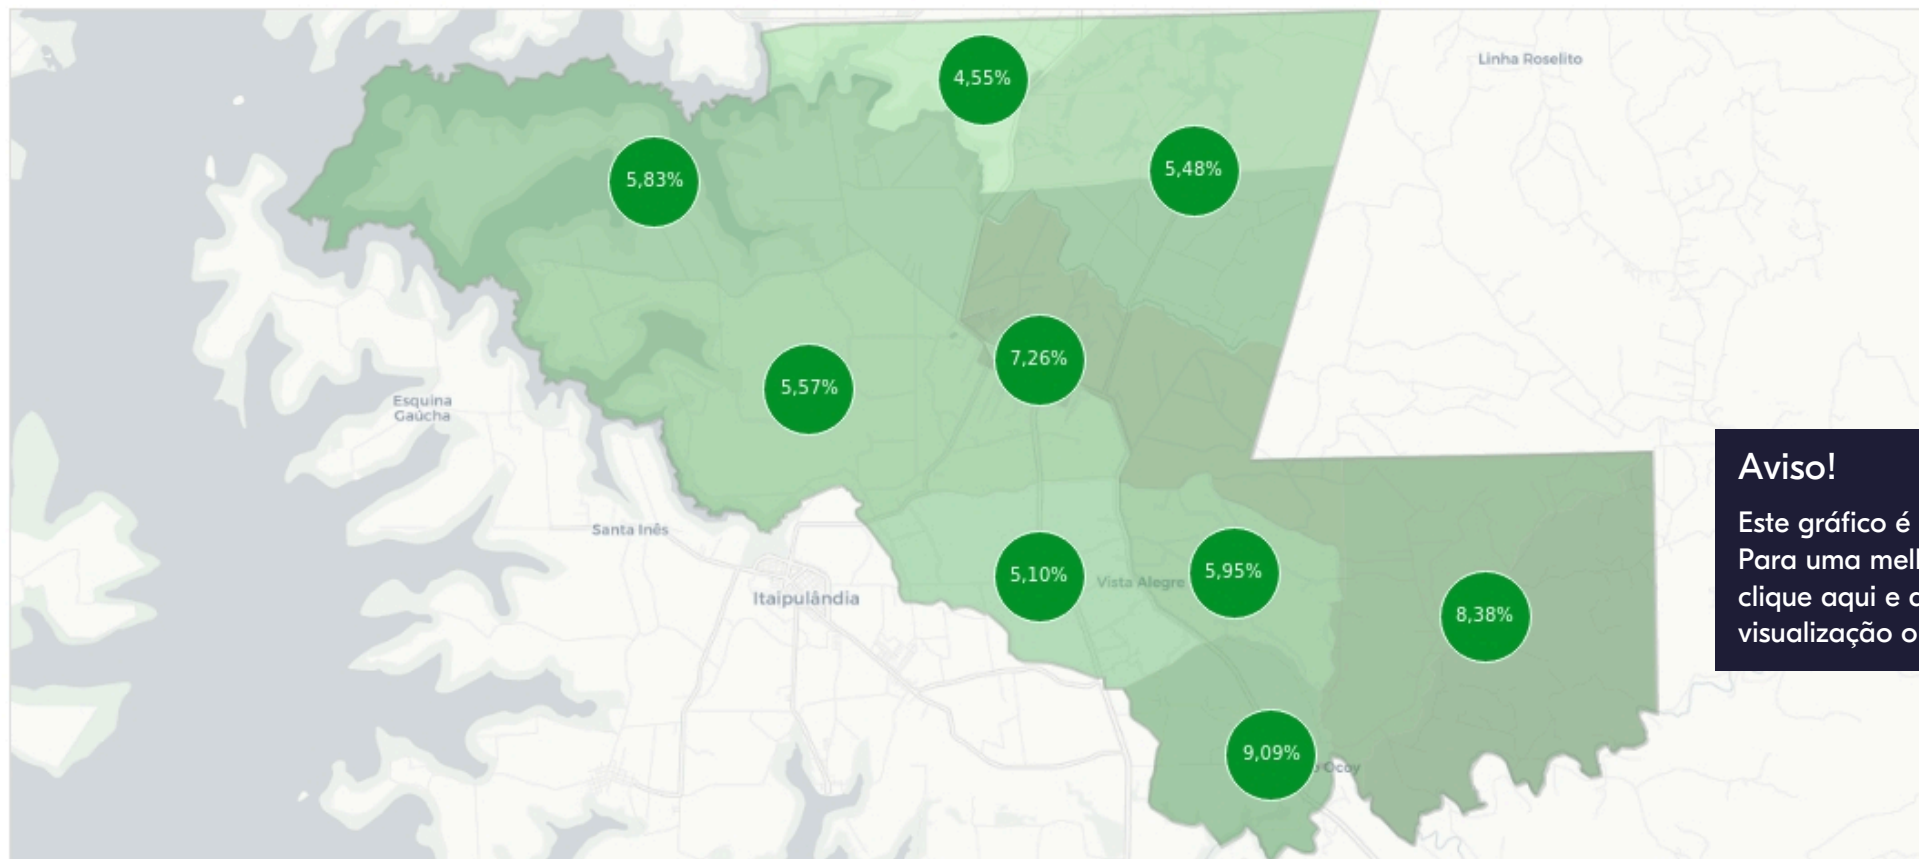 Linha Roselito
4,55%
5,48%
5,83%
7,26%
5,57%
Esquina
Gaúcha
Aviso!
Este gráfico é
Para uma
clique aqui e
visualização
Santa Inês
5,10%
Vista Alegre
5,95%
Itaipulândia
8,38%
9,09%
Ocoy